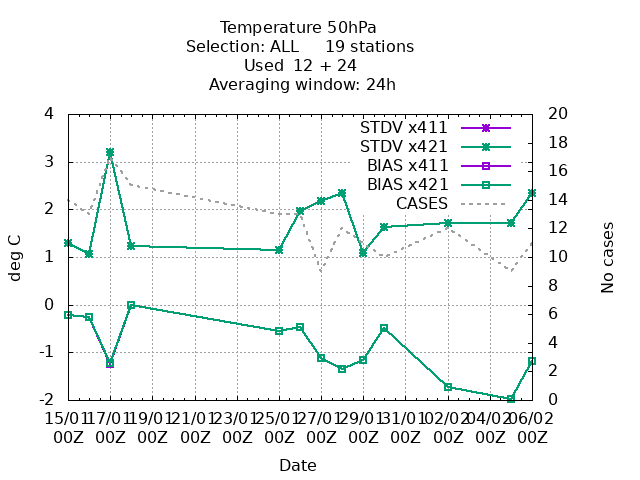 Temperature 50hPa
Selection: ALL 19 stations
Used 12 + 24
Averaging window: 24h
STDV x411
STDV x421
BIAS x411
BIAS x421
CASES
deg C
4
3
2
1
0
-1
-2
No cases
20
18
16
14
12
10
8
6
4
2
0
15/01 17/01 19/01 21/01 23/01 25/01 27/01 29/01 31/01 02/02 04/02 06/02
00Z 00Z 00Z 00Z 00Z 00Z 00Z 00Z 00Z 00Z 00Z 00Z
Date